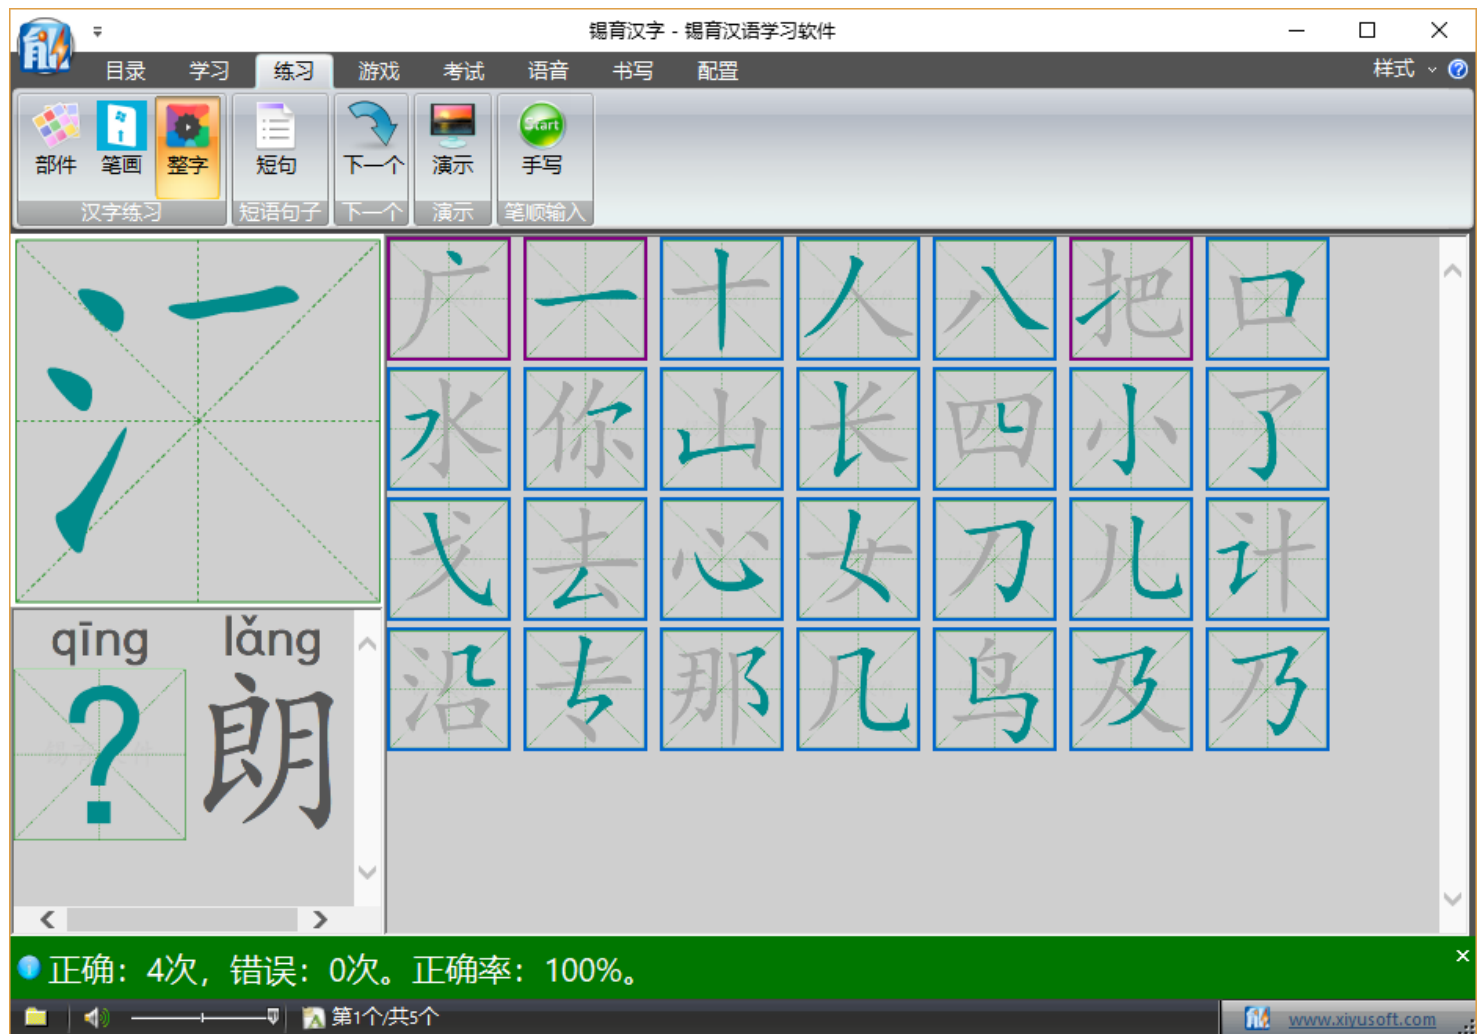 锡育汉字 - 锡育汉语学习软件
目录 学习 练习 游戏 考试 语音 书写 配置 样式
部件 笔画 整字 短句 下一个 演示 Start 手写
汉字练习 短语句子 下一个 演示 笔顺输入
广 一 十 人 八 把 口
水 你 山 长 四 小 了
戈 去 心 女 刀 儿 计
沿 专 那 几 鸟 及 乃
qīng lǎng
? 朗
正确：4次，错误：0次。正确率：100%。
第1个/共5个
www.xiyusoft.com